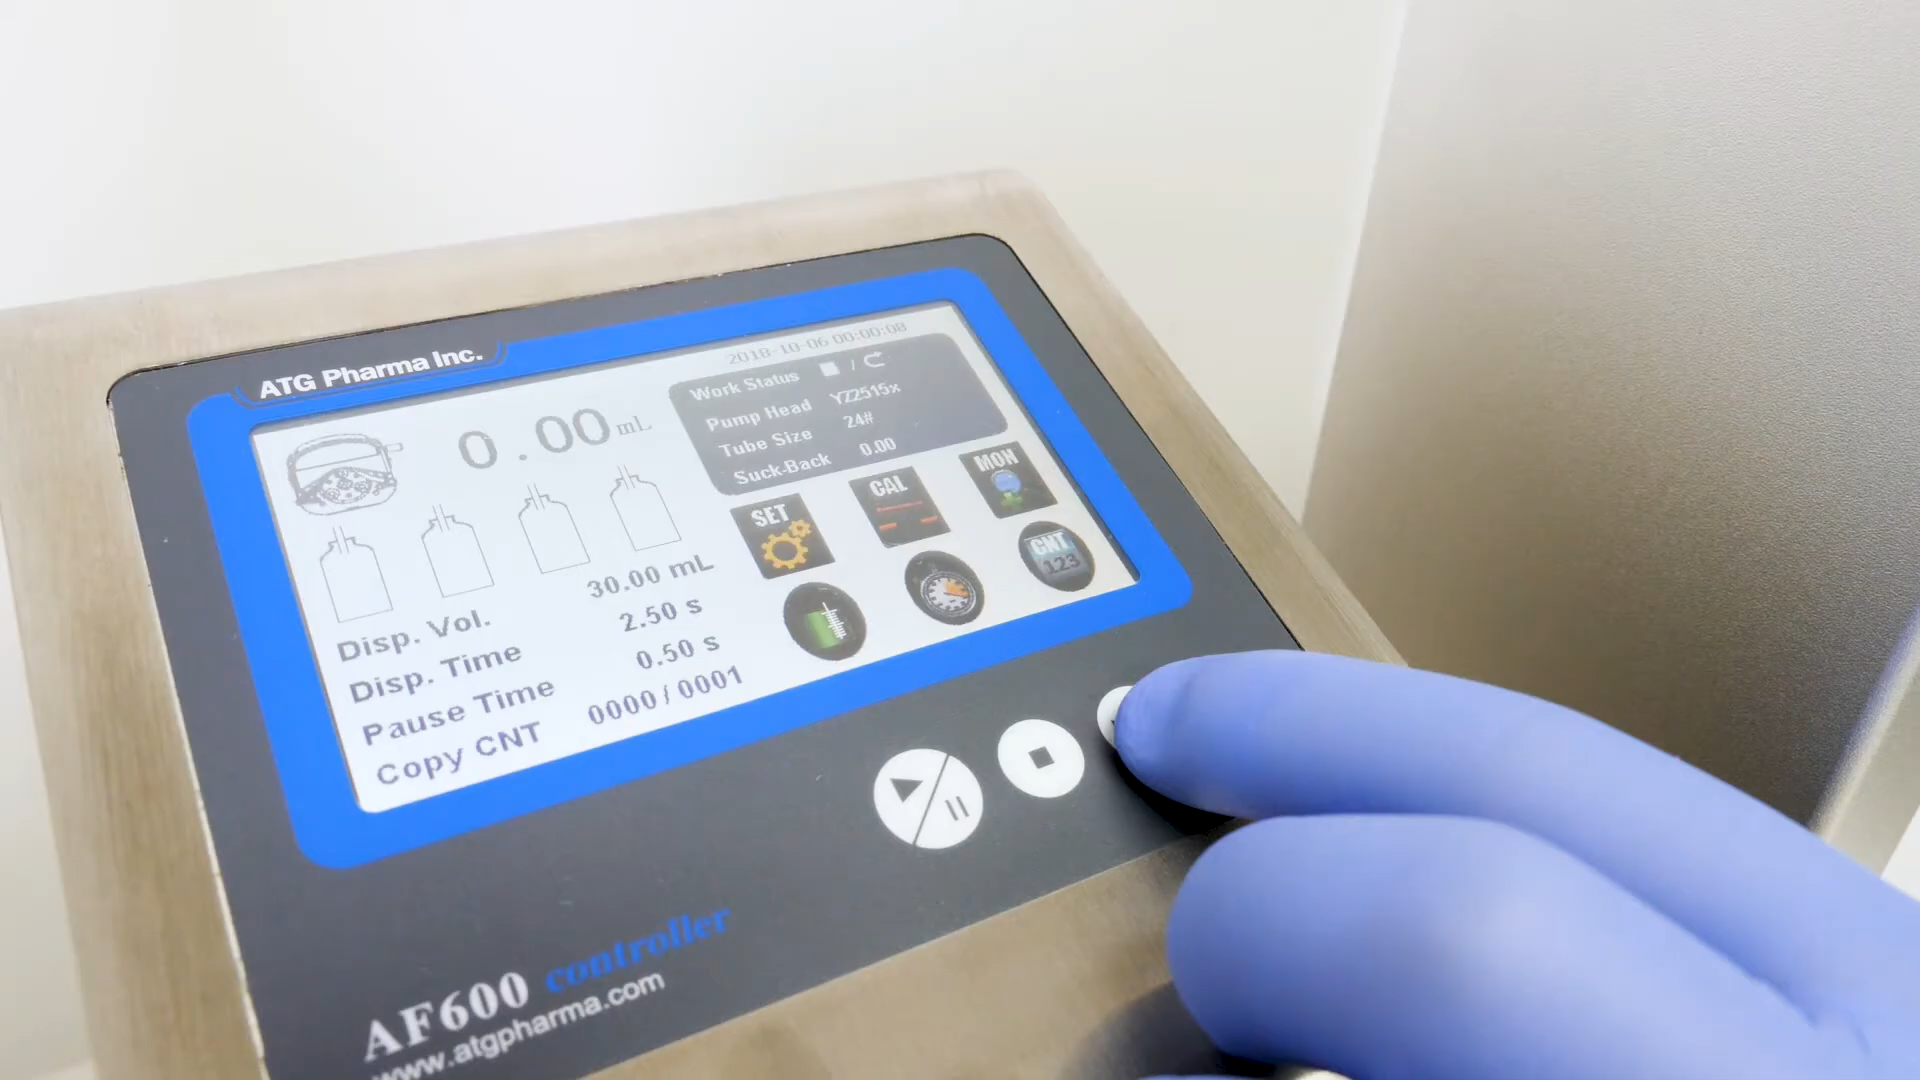 ATG Pharma Inc.
2018-10-06 00:00:08
0.00 mL
Work Status /
Pump Head YZ2515x
Tube Size 24#
Suck-Back 0.00
SET
CAL
MON
CNT
123
Disp. Vol. 30.00 mL
Disp. Time 2.50 s
Pause Time 0.50 s
Copy CNT 0000/0001
AF600 controller
www.atgpharma.com